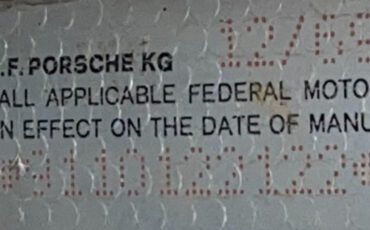 .F. PORSCHE KG 12/69
ALL APPLICABLE FEDERAL MOTO
N EFFECT ON THE DATE OF MANU